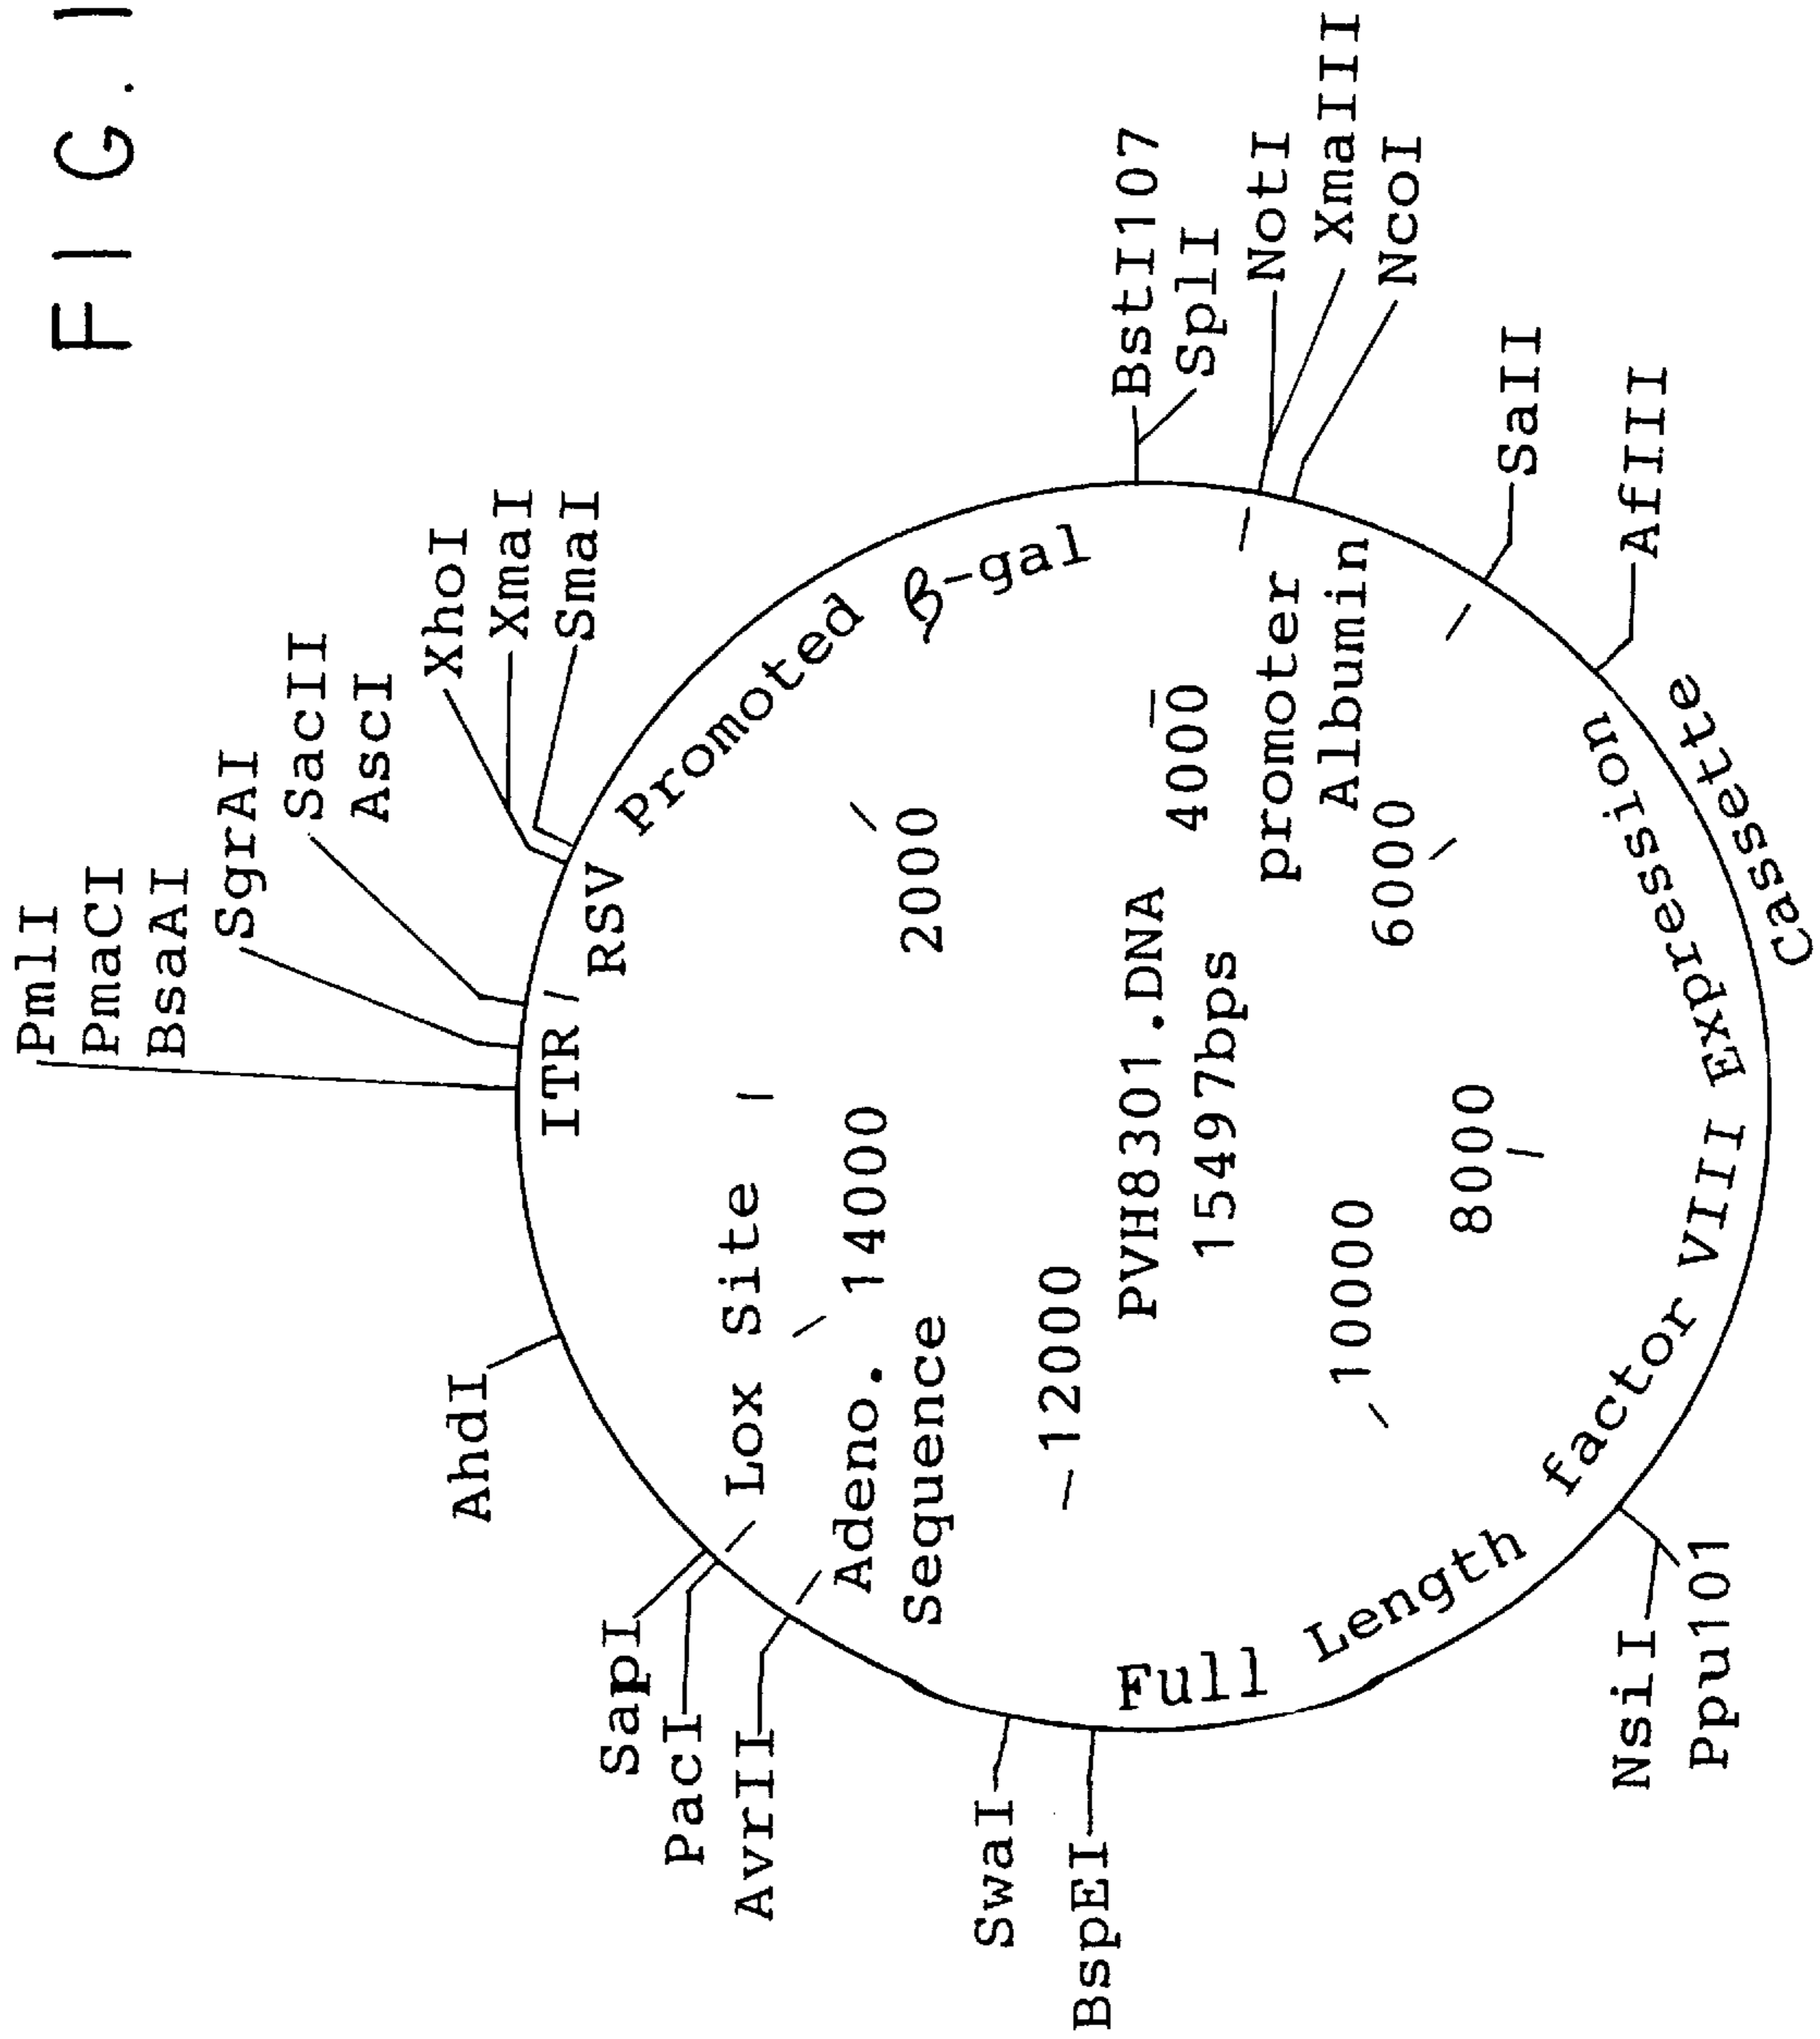 FIG. 1
PmlI
PmaCI
BsaAI
SgrAI
SacII
AscI
XhoI
XmaI
SmaI
AhdI
SapI
PacI
AvrII
SwaI
BspEI
NsiI
Ppu101
BstI107
SplI
NotI
XmaIII
NcoI
SalI
AflII
ITR
RSV Promoted β-gal
Lox Site
Adeno.
Sequence
2000
4000
6000
8000
10000
12000
14000
PVH8301.DNA
15497bps
promoter
Albumin
Full Length factor VIII Expression
Cassette